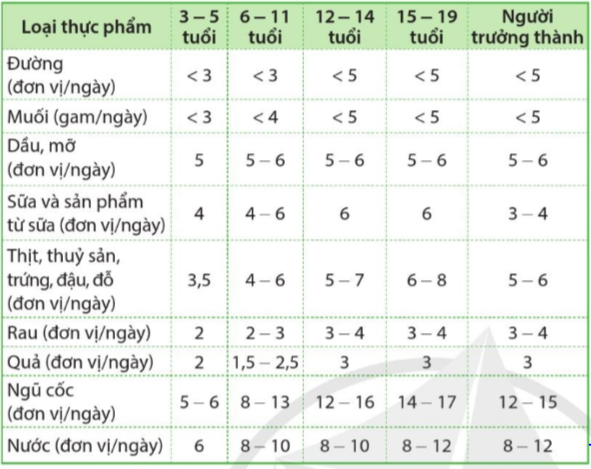 Loại thực phẩm | 3 – 5 tuổi | 6 – 11 tuổi | 12 – 14 tuổi | 15 – 19 tuổi | Người trưởng thành
Đường (đơn vị/ngày) | < 3 | < 3 | < 5 | < 5 | < 5
Muối (gam/ngày) | < 3 | < 4 | < 5 | < 5 | < 5
Dầu, mỡ (đơn vị/ngày) | 5 | 5 – 6 | 5 – 6 | 5 – 6 | 5 – 6
Sữa và sản phẩm từ sữa (đơn vị/ngày) | 4 | 4 – 6 | 6 | 6 | 3 – 4
Thịt, thuỷ sản, trứng, đậu, đỗ (đơn vị/ngày) | 3,5 | 4 – 6 | 5 – 7 | 6 – 8 | 5 – 6
Rau (đơn vị/ngày) | 2 | 2 – 3 | 3 – 4 | 3 – 4 | 3 – 4
Quả (đơn vị/ngày) | 2 | 1,5 – 2,5 | 3 | 3 | 3
Ngũ cốc (đơn vị/ngày) | 5 – 6 | 8 – 13 | 12 – 16 | 14 – 17 | 12 – 15
Nước (đơn vị/ngày) | 6 | 8 – 10 | 8 – 10 | 8 – 12 | 8 – 12